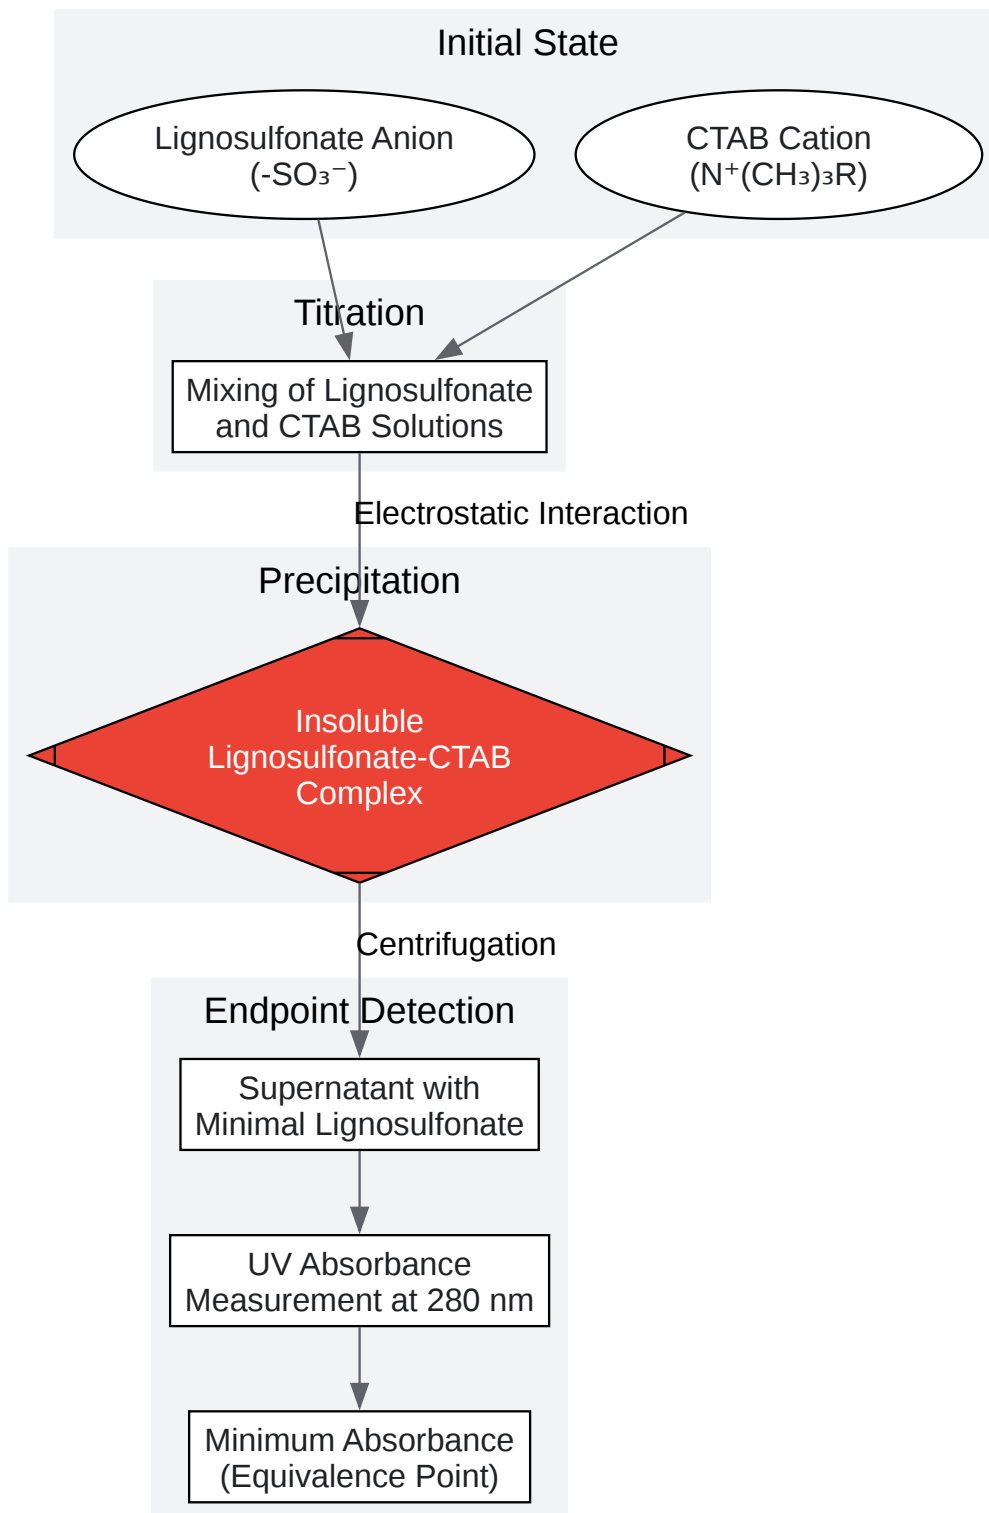 Initial State
Lignosulfonate Anion
(-SO₃⁻)
CTAB Cation
(N⁺(CH₃)₃R)
Titration
Mixing of Lignosulfonate
and CTAB Solutions
Electrostatic Interaction
Precipitation
Insoluble
Lignosulfonate-CTAB
Complex
Centrifugation
Endpoint Detection
Supernatant with
Minimal Lignosulfonate
UV Absorbance
Measurement at 280 nm
Minimum Absorbance
(Equivalence Point)